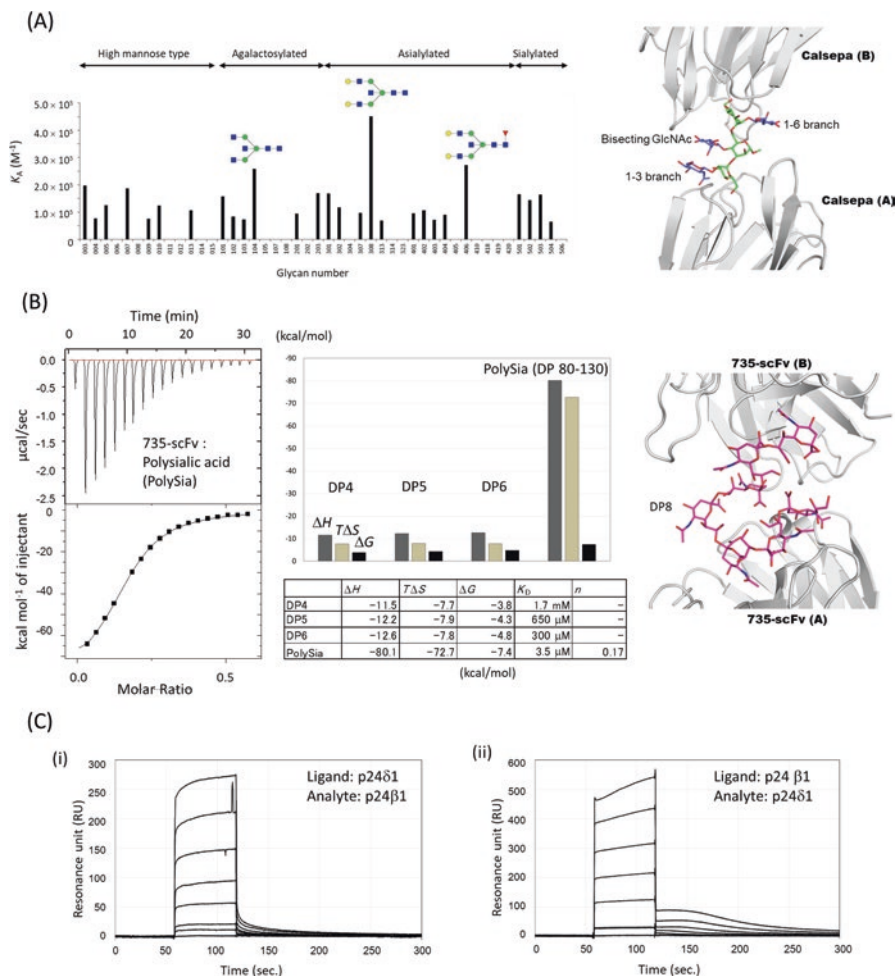 (A)
High mannose type
Agalactosylated
Asialylated
Sialylated
5.0 × 10⁵
4.0 × 10⁵
3.0 × 10⁵
2.0 × 10⁵
1.0 × 10⁵
0
K_A (M⁻¹)
Glycan number
Calsepa (B)
1-6 branch
Bisecting GlcNAc
1-3 branch
Calsepa (A)
(B)
Time (min)
0 10 20 30
0.0
-0.5
-1.0
-1.5
-2.0
-2.5
μcal/sec
735-scFv :
Polysialic acid
(PolySia)
0
-20
-40
-60
kcal mol⁻¹ of injectant
0.0 0.5
Molar Ratio
(kcal/mol)
-90
-80
-70
-60
-50
-40
-30
-20
-10
0
PolySia (DP 80-130)
DP4 DP5 DP6
ΔH TΔS ΔG
ΔH TΔS ΔG K_D n
DP4 −11.5 −7.7 −3.8 1.7 mM −
DP5 −12.2 −7.9 −4.3 650 μM −
DP6 −12.6 −7.8 −4.8 300 μM −
PolySia −80.1 −72.7 −7.4 3.5 μM 0.17
(kcal/mol)
735-scFv (B)
DP8
735-scFv (A)
(C)
(i)
300
250
200
150
100
50
0
Resonance unit (RU)
Ligand: p24δ1
Analyte: p24β1
0 100 200 300
Time (sec.)
(ii)
600
500
400
300
200
100
0
Resonance unit (RU)
Ligand: p24 β1
Analyte: p24δ1
0 100 200 300
Time (sec.)